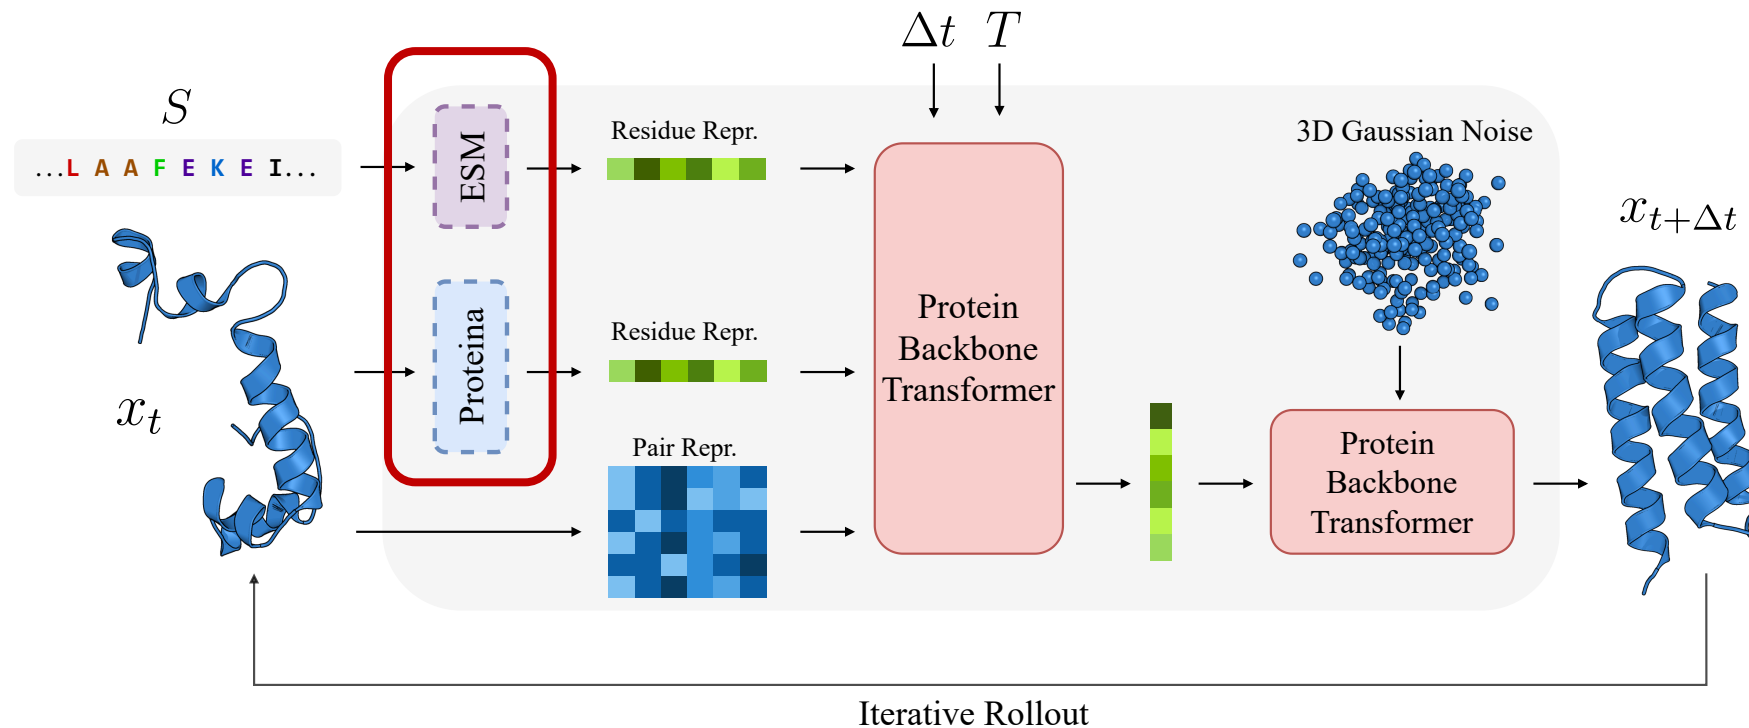 Δt T
S
...L A A F E K E I...
ESM
Residue Repr.
3D Gaussian Noise
x_t
Proteina
Residue Repr.
Pair Repr.
Protein
Backbone
Transformer
Protein
Backbone
Transformer
x_{t+Δt}
Iterative Rollout